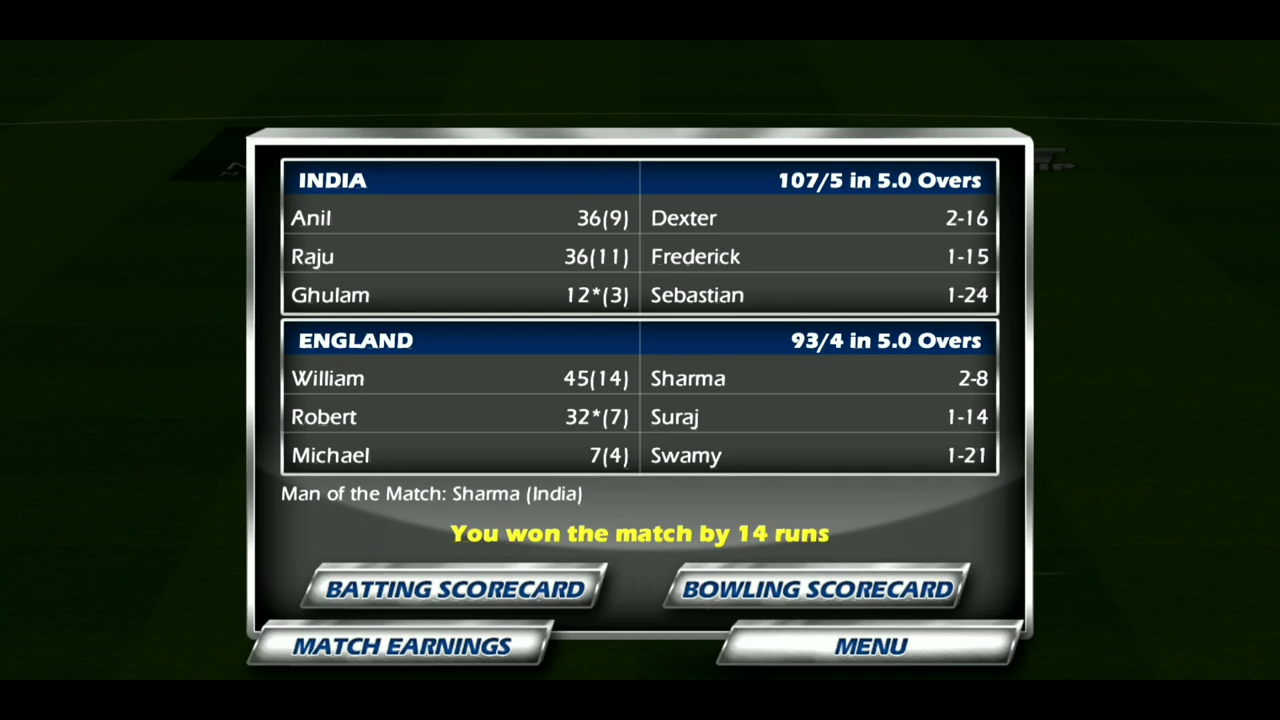 INDIA 107/5 in 5.0 Overs
Anil 36(9) Dexter 2-16
Raju 36(11) Frederick 1-15
Ghulam 12*(3) Sebastian 1-24
ENGLAND 93/4 in 5.0 Overs
William 45(14) Sharma 2-8
Robert 32*(7) Suraj 1-14
Michael 7(4) Swamy 1-21
Man of the Match: Sharma (India)
You won the match by 14 runs
BATTING SCORECARD BOWLING SCORECARD
MATCH EARNINGS MENU